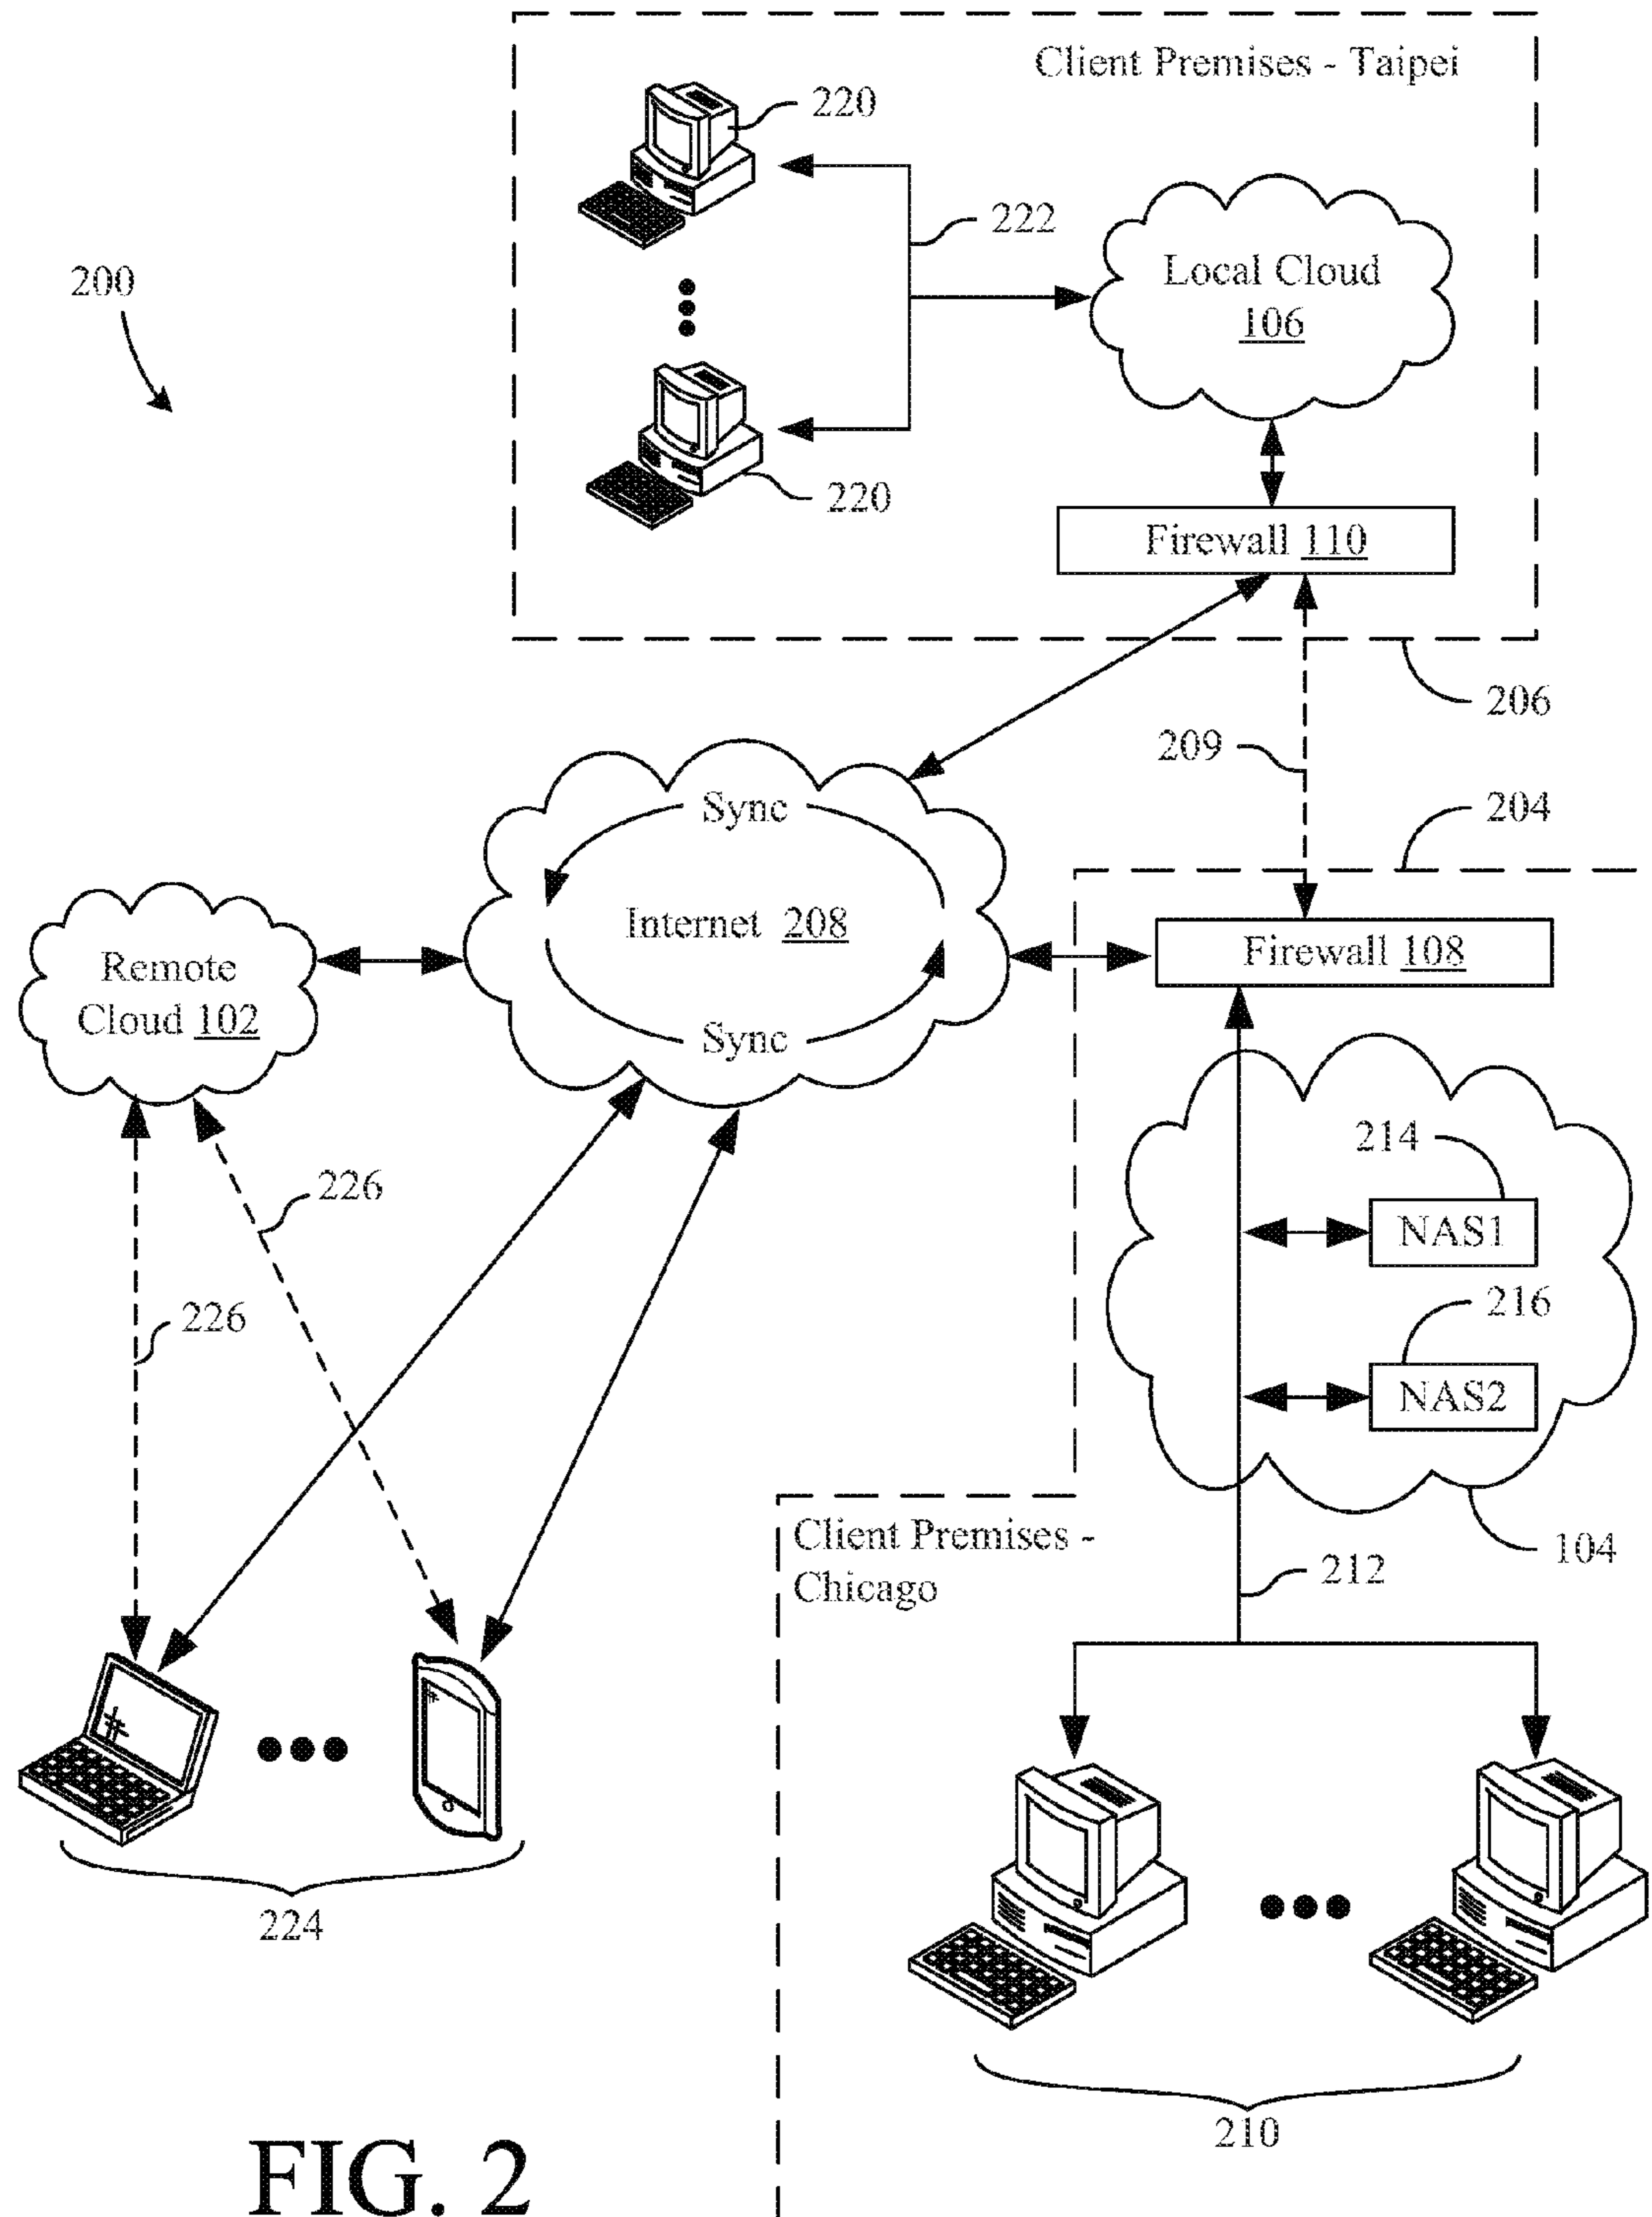 Client Premises - Taipei
220
222
200
Local Cloud
106
220
Firewall 110
206
209
204
Sync
Internet 208
Sync
Remote
Cloud 102
Firewall 108
214
NAS1
226
216
226
NAS2
Client Premises -
Chicago
104
212
224
210
FIG. 2